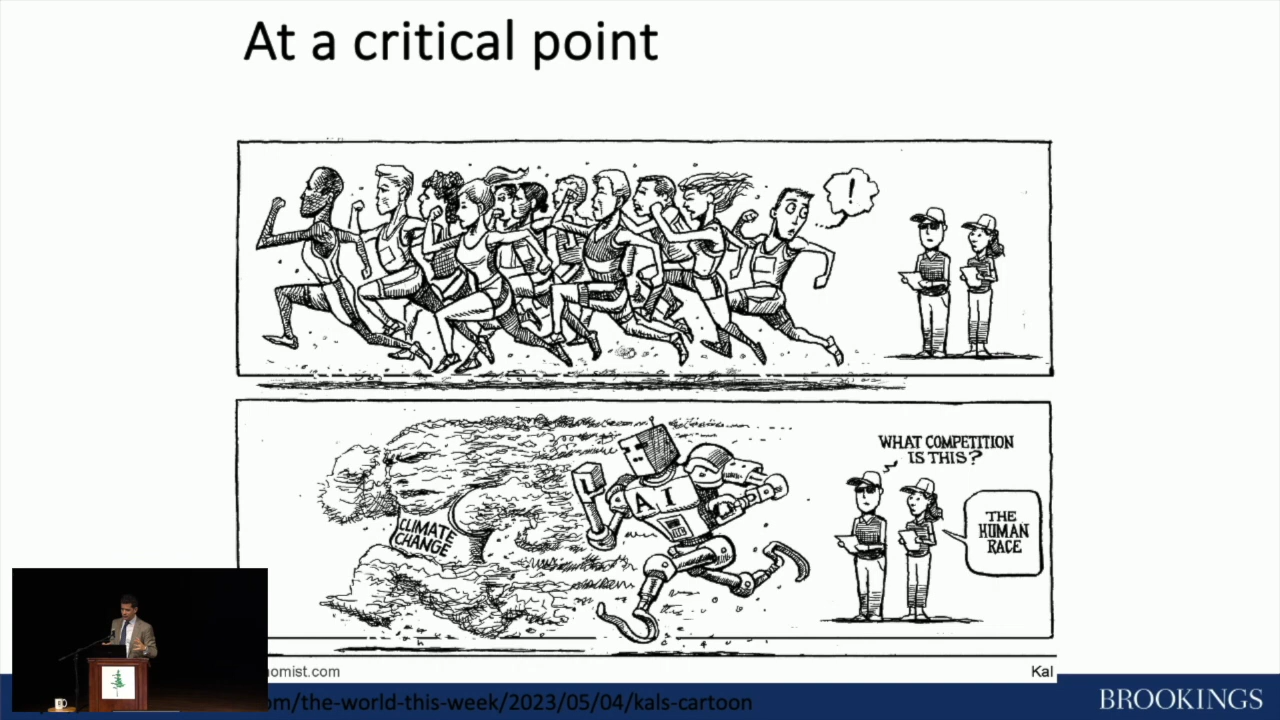 At a critical point
!
WHAT COMPETITION
IS THIS?
THE
HUMAN
RACE
AI
CLIMATE
CHANGE
nomist.com
Kal
om/the-world-this-week/2023/05/04/kals-cartoon
BROOKINGS